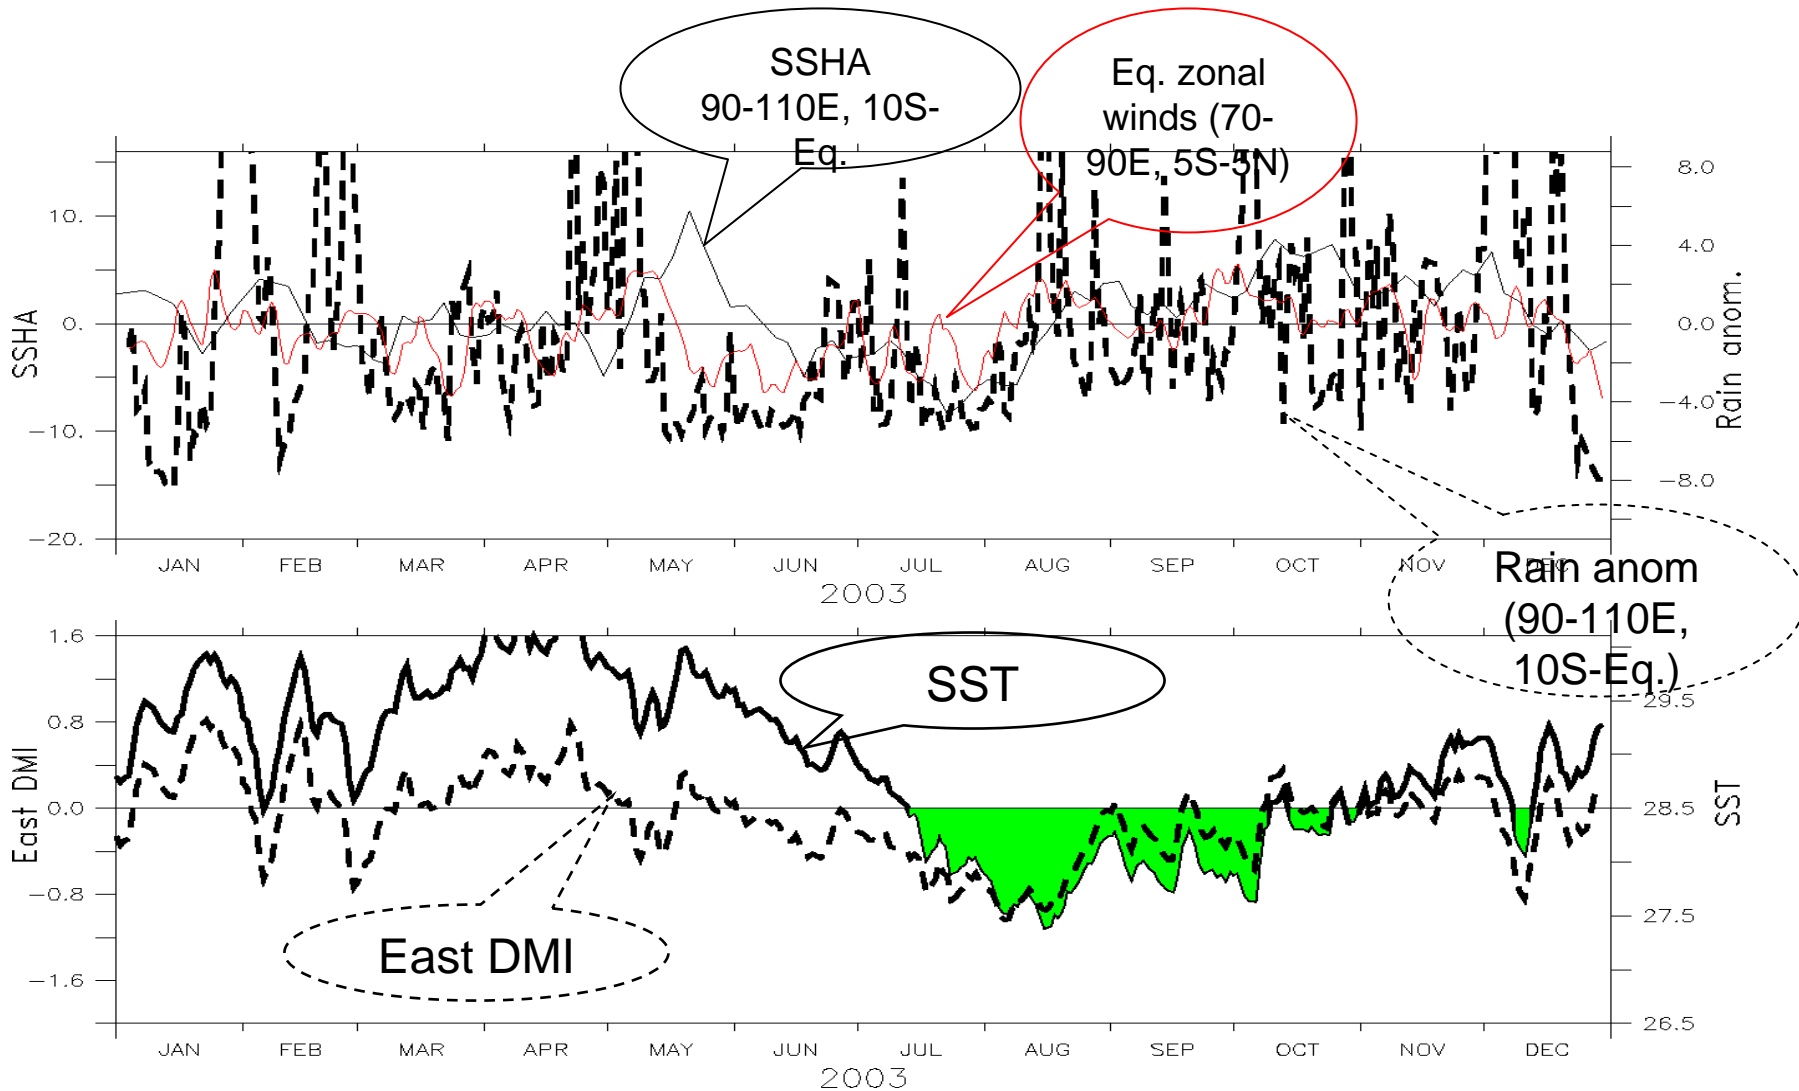 SSHA
90-110E, 10S-
Eq.
Eq. zonal
winds (70-
90E, 5S-5N)
10.
0.
-10.
-20.
SSHA
8.0
4.0
0.0
-4.0
-8.0
Rain anom.
JAN FEB MAR APR MAY JUN JUL AUG SEP OCT NOV DEC
2003
Rain anom
(90-110E,
10S-Eq.)
1.6
0.8
0.0
-0.8
-1.6
East DMI
SST
East DMI
29.5
28.5
27.5
26.5
SST
JAN FEB MAR APR MAY JUN JUL AUG SEP OCT NOV DEC
2003